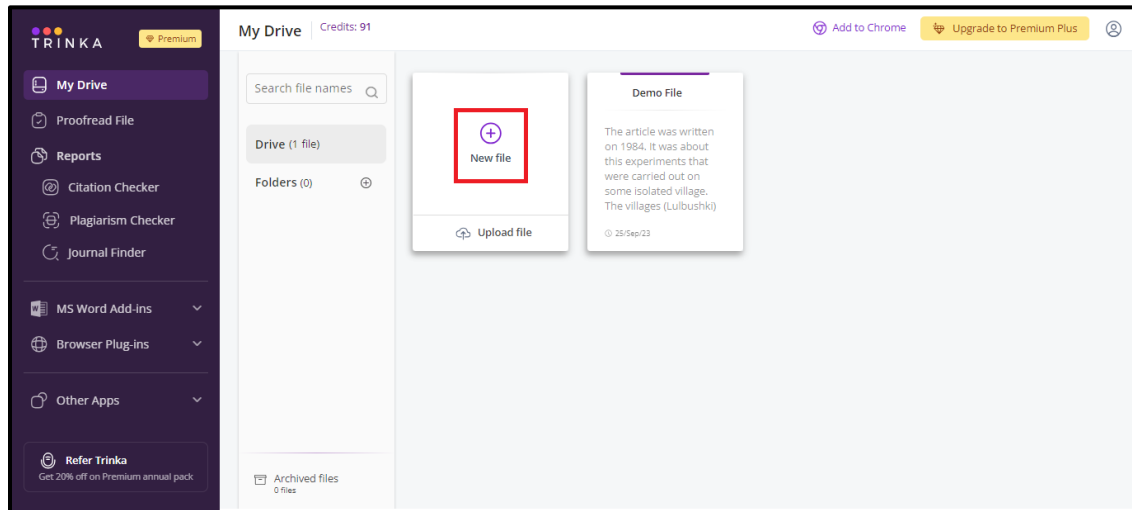 TRINKA
Premium
My Drive
Proofread File
Reports
Citation Checker
Plagiarism Checker
Journal Finder
MS Word Add-ins
Browser Plug-ins
Other Apps
Refer Trinka
Get 20% off on Premium annual pack
My Drive
Credits: 91
Add to Chrome
Upgrade to Premium Plus
Search file names
Drive (1 file)
Folders (0)
Archived files
0 files
New file
Upload file
Demo File
The article was written
on 1984. It was about
this experiments that
were carried out on
some isolated village.
The villages (Lulbushki)
25/Sep/23